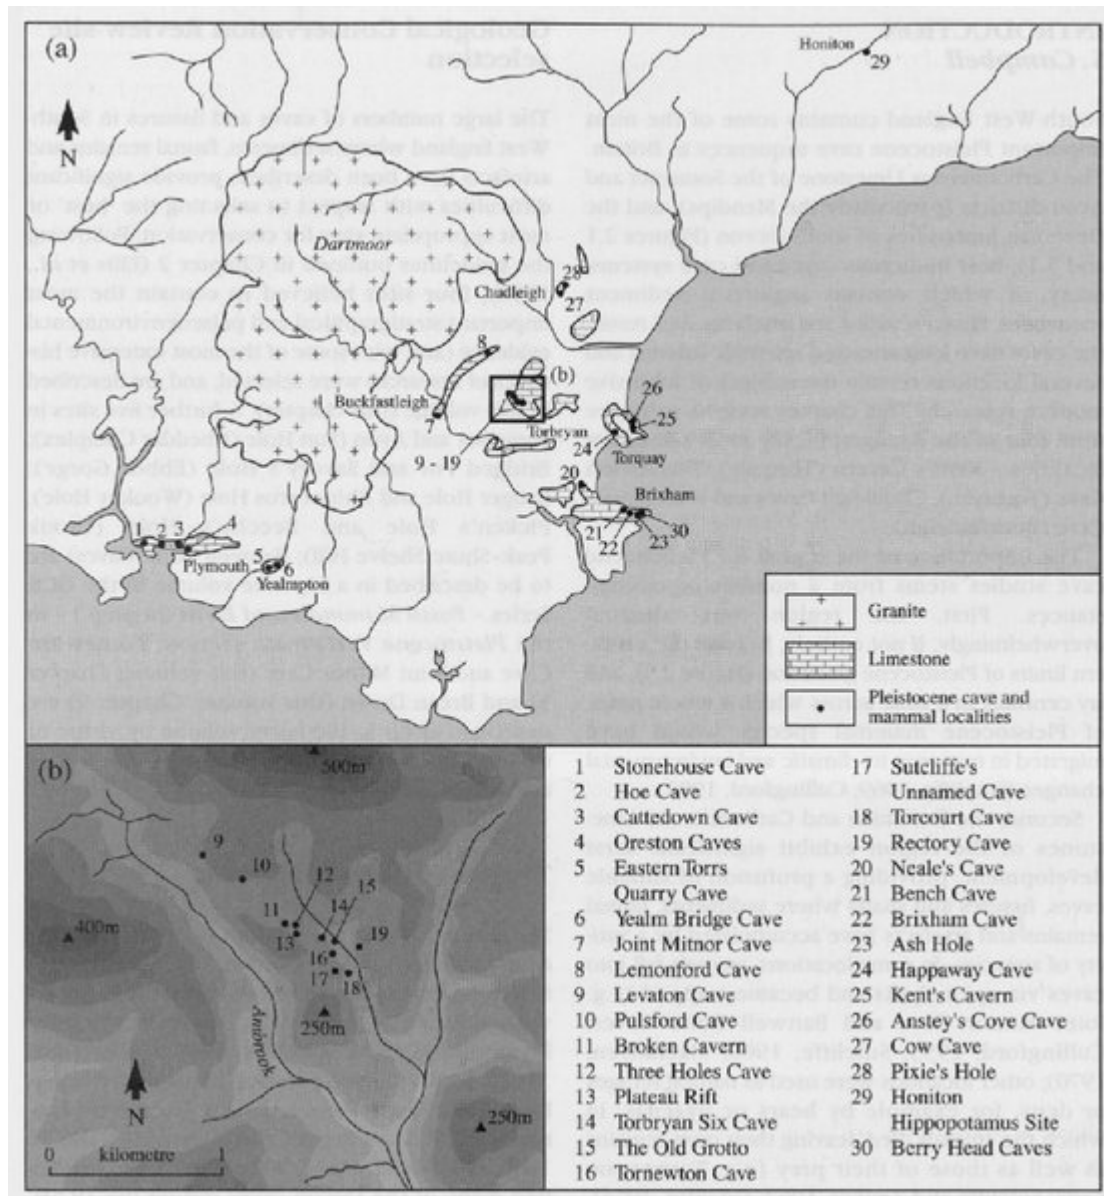 (a)
Honiton
29
N
Dartmoor
28
Chudleigh
27
8
(b)
26
Buckfastleigh
7
25
Torbryan
24
Torquay
9 - 19
20
Brixham
4
2 3
21
22
23
30
Plymouth
5
6
Yealmpton
Granite
Limestone
Pleistocene cave and
mammal localities
(b)
500m
9
10
12
15
14
11
13
19
400m
16
17
18
250m
Ambrook
N
250m
0 kilometre 1
1 Stonehouse Cave
2 Hoe Cave
3 Cattedown Cave
4 Oreston Caves
5 Eastern Torrs
Quarry Cave
6 Yealm Bridge Cave
7 Joint Mitnor Cave
8 Lemonford Cave
9 Levaton Cave
10 Pulsford Cave
11 Broken Cavern
12 Three Holes Cave
13 Plateau Rift
14 Torbryan Six Cave
15 The Old Grotto
16 Tornewton Cave
17 Sutcliffe's
Unnamed Cave
18 Torcourt Cave
19 Rectory Cave
20 Neale's Cave
21 Bench Cave
22 Brixham Cave
23 Ash Hole
24 Happaway Cave
25 Kent's Cavern
26 Anstey's Cove Cave
27 Cow Cave
28 Pixie's Hole
29 Honiton
Hippopotamus Site
30 Berry Head Caves